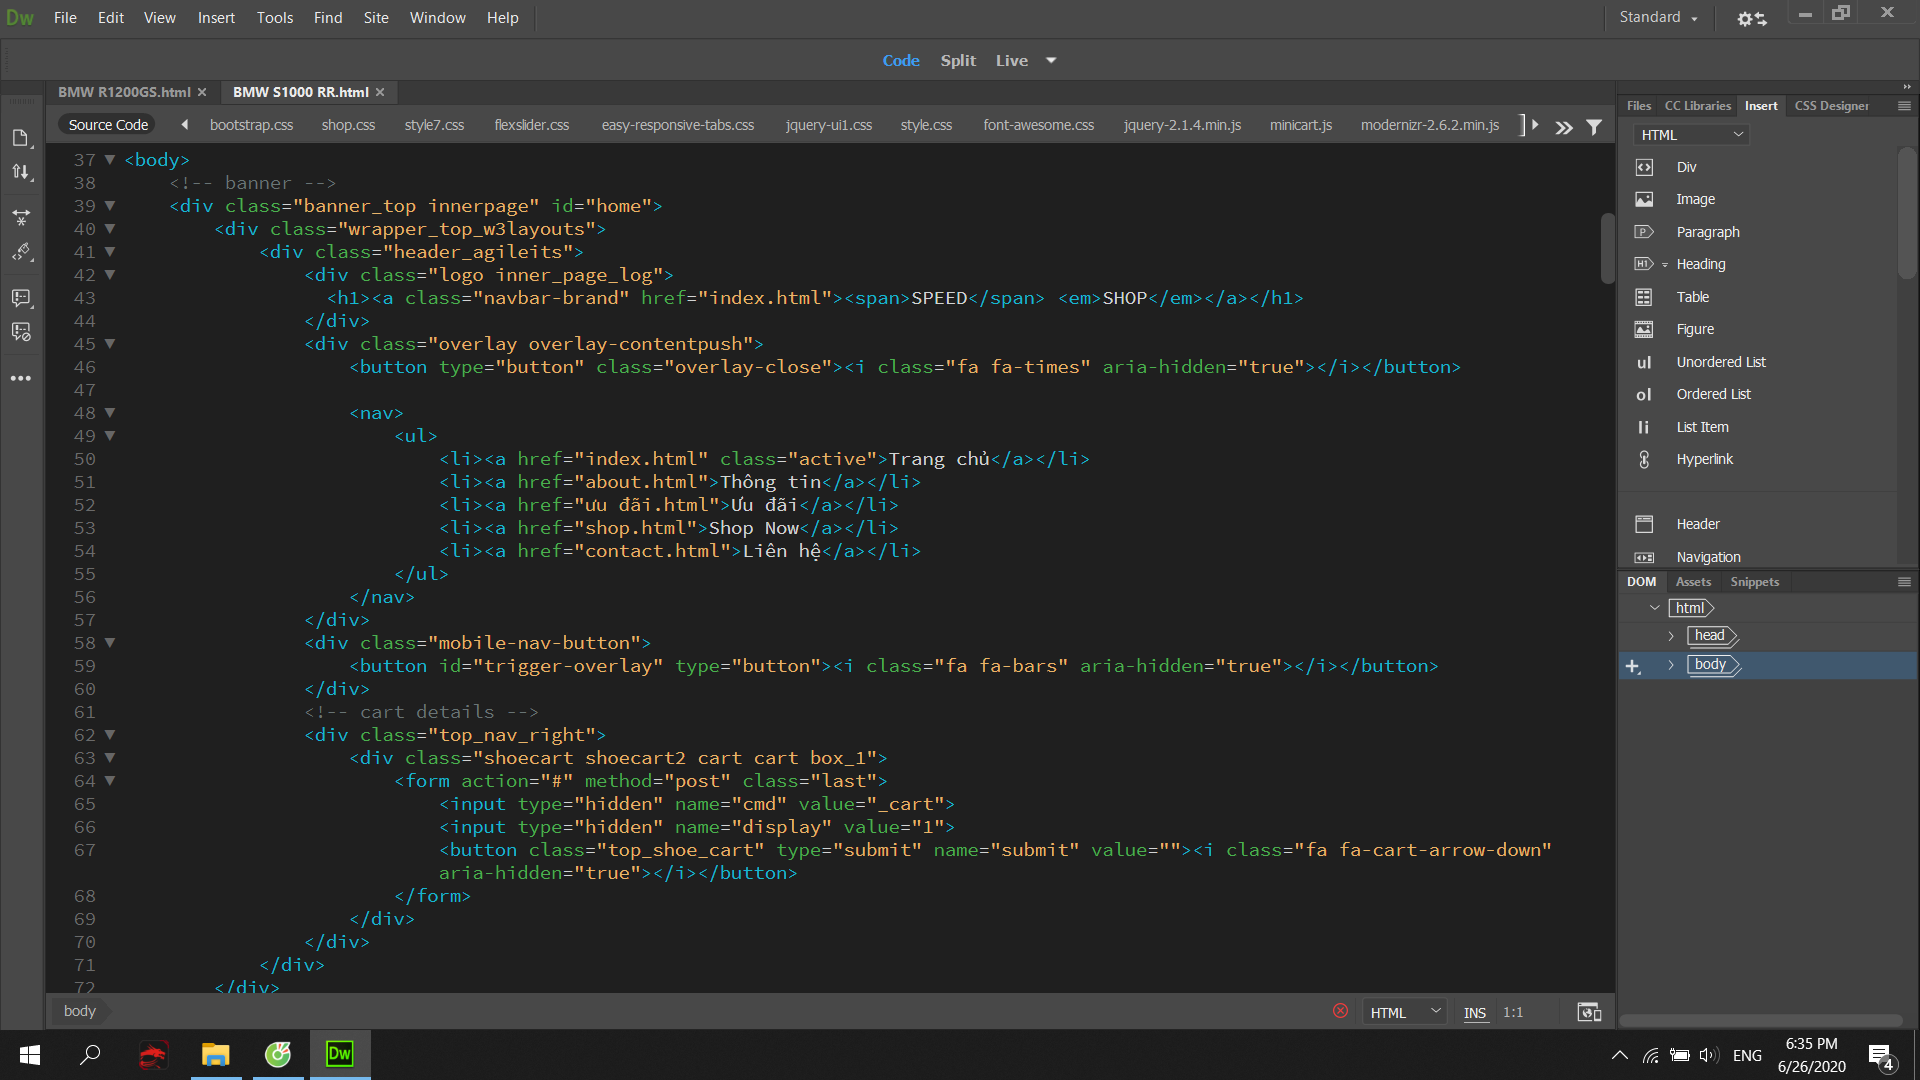 Dw File Edit View Insert Tools Find Site Window Help Standard
Code Split Live
BMW R1200GS.html × BMW S1000 RR.html ×
Source Code bootstrap.css shop.css style7.css flexslider.css easy-responsive-tabs.css jquery-ui1.css style.css font-awesome.css jquery-2.1.4.min.js minicart.js modernizr-2.6.2.min.js
37 <body>
38 <!-- banner -->
39 <div class="banner_top innerpage" id="home">
40 <div class="wrapper_top_w3layouts">
41 <div class="header_agileits">
42 <div class="logo inner_page_log">
43 <h1><a class="navbar-brand" href="index.html"><span>SPEED</span> <em>SHOP</em></a></h1>
44 </div>
45 <div class="overlay overlay-contentpush">
46 <button type="button" class="overlay-close"><i class="fa fa-times" aria-hidden="true"></i></button>
47
48 <nav>
49 <ul>
50 <li><a href="index.html" class="active">Trang chủ</a></li>
51 <li><a href="about.html">Thông tin</a></li>
52 <li><a href="ưu đãi.html">Ưu đãi</a></li>
53 <li><a href="shop.html">Shop Now</a></li>
54 <li><a href="contact.html">Liên hệ</a></li>
55 </ul>
56 </nav>
57 </div>
58 <div class="mobile-nav-button">
59 <button id="trigger-overlay" type="button"><i class="fa fa-bars" aria-hidden="true"></i></button>
60 </div>
61 <!-- cart details -->
62 <div class="top_nav_right">
63 <div class="shoecart shoecart2 cart cart box_1">
64 <form action="#" method="post" class="last">
65 <input type="hidden" name="cmd" value="_cart">
66 <input type="hidden" name="display" value="1">
67 <button class="top_shoe_cart" type="submit" name="submit" value=""><i class="fa fa-cart-arrow-down"
aria-hidden="true"></i></button>
68 </form>
69 </div>
70 </div>
71 </div>
72 </div>
body HTML INS 1:1
Files CC Libraries Insert CSS Designer
HTML
Div
Image
Paragraph
Heading
Table
Figure
ul Unordered List
ol Ordered List
li List Item
Hyperlink
Header
Navigation
DOM Assets Snippets
html
head
body
Dw ENG 6:35 PM
6/26/2020 4